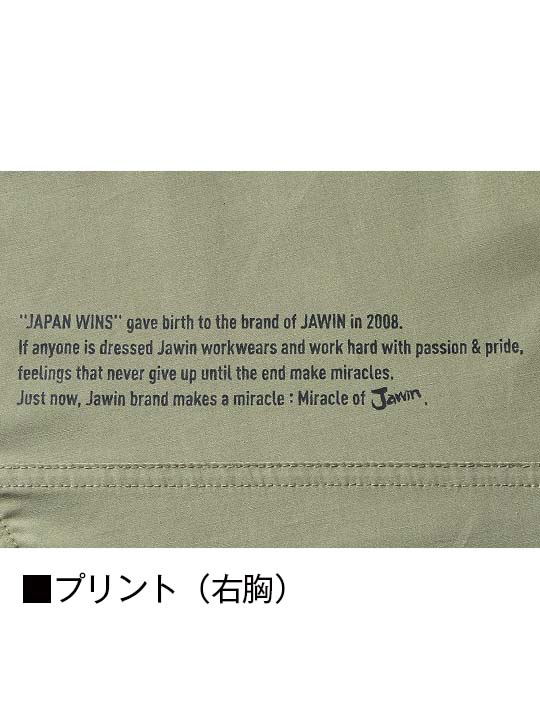 "JAPAN WINS" gave birth to the brand of JAWIN in 2008.
If anyone is dressed Jawin workwears and work hard with passion & pride,
feelings that never give up until the end make miracles.
Just now, Jawin brand makes a miracle : Miracle of Jawin.
■プリント（右胸）